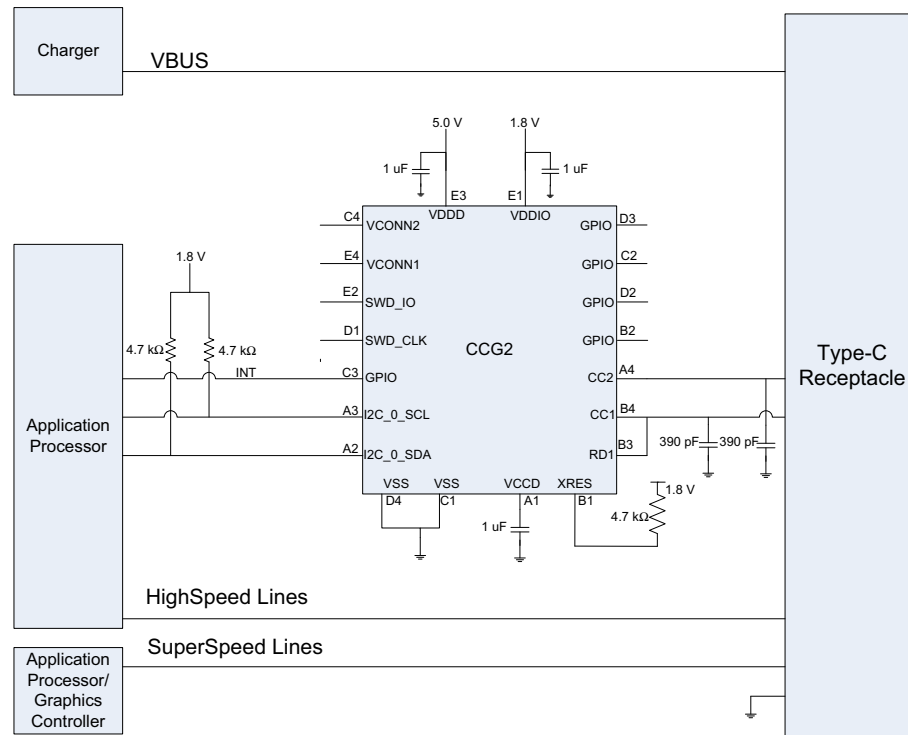 Charger
VBUS
5.0 V
1.8 V
1 uF
1 uF
E3
E1
VDDD
VDDIO
C4
VCONN2
GPIO
D3
E4
VCONN1
GPIO
C2
E2
SWD_IO
GPIO
D2
D1
SWD_CLK
GPIO
B2
CCG2
1.8 V
4.7 kΩ
4.7 kΩ
INT
C3
GPIO
CC2
A4
A3
I2C_0_SCL
CC1
B4
A2
I2C_0_SDA
RD1
B3
390 pF
390 pF
VSS
VSS
VCCD
XRES
D4
C1
A1
B1
1 uF
1.8 V
4.7 kΩ
Application
Processor
Type-C
Receptacle
HighSpeed Lines
SuperSpeed Lines
Application
Processor/
Graphics
Controller